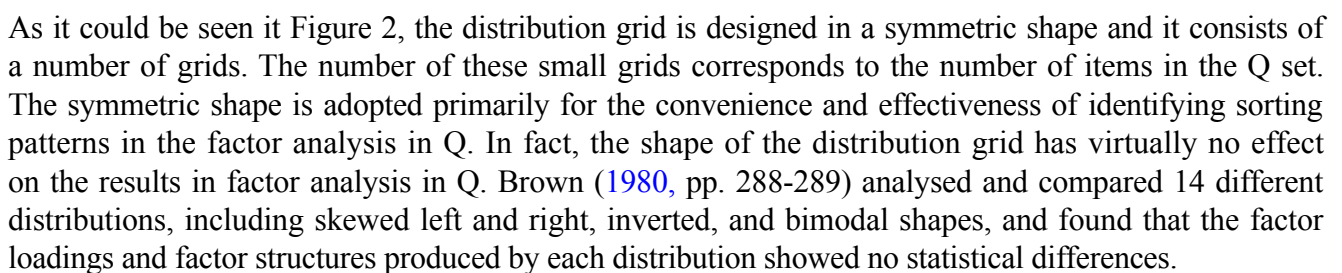 As it could be seen it Figure 2, the distribution grid is designed in a symmetric shape and it consists of
a number of grids. The number of these small grids corresponds to the number of items in the Q set.
The symmetric shape is adopted primarily for the convenience and effectiveness of identifying sorting
patterns in the factor analysis in Q. In fact, the shape of the distribution grid has virtually no effect
on the results in factor analysis in Q. Brown (1980, pp. 288-289) analysed and compared 14 different
distributions, including skewed left and right, inverted, and bimodal shapes, and found that the factor
loadings and factor structures produced by each distribution showed no statistical differences.